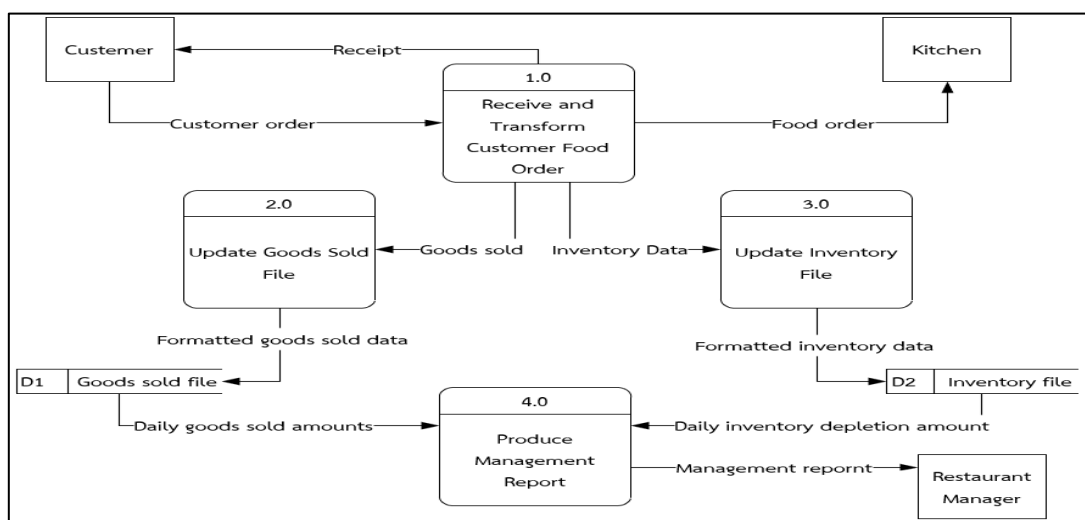 Custemer
Receipt
Kitchen
1.0
Receive and
Transform
Customer Food
Order
Customer order
Food order
2.0
Update Goods Sold
File
Goods sold
Inventory Data
3.0
Update Inventory
File
Formatted goods sold data
Formatted inventory data
D1
Goods sold file
D2
Inventory file
4.0
Produce
Management
Report
Daily goods sold amounts
Daily inventory depletion amount
Management repornt
Restaurant
Manager